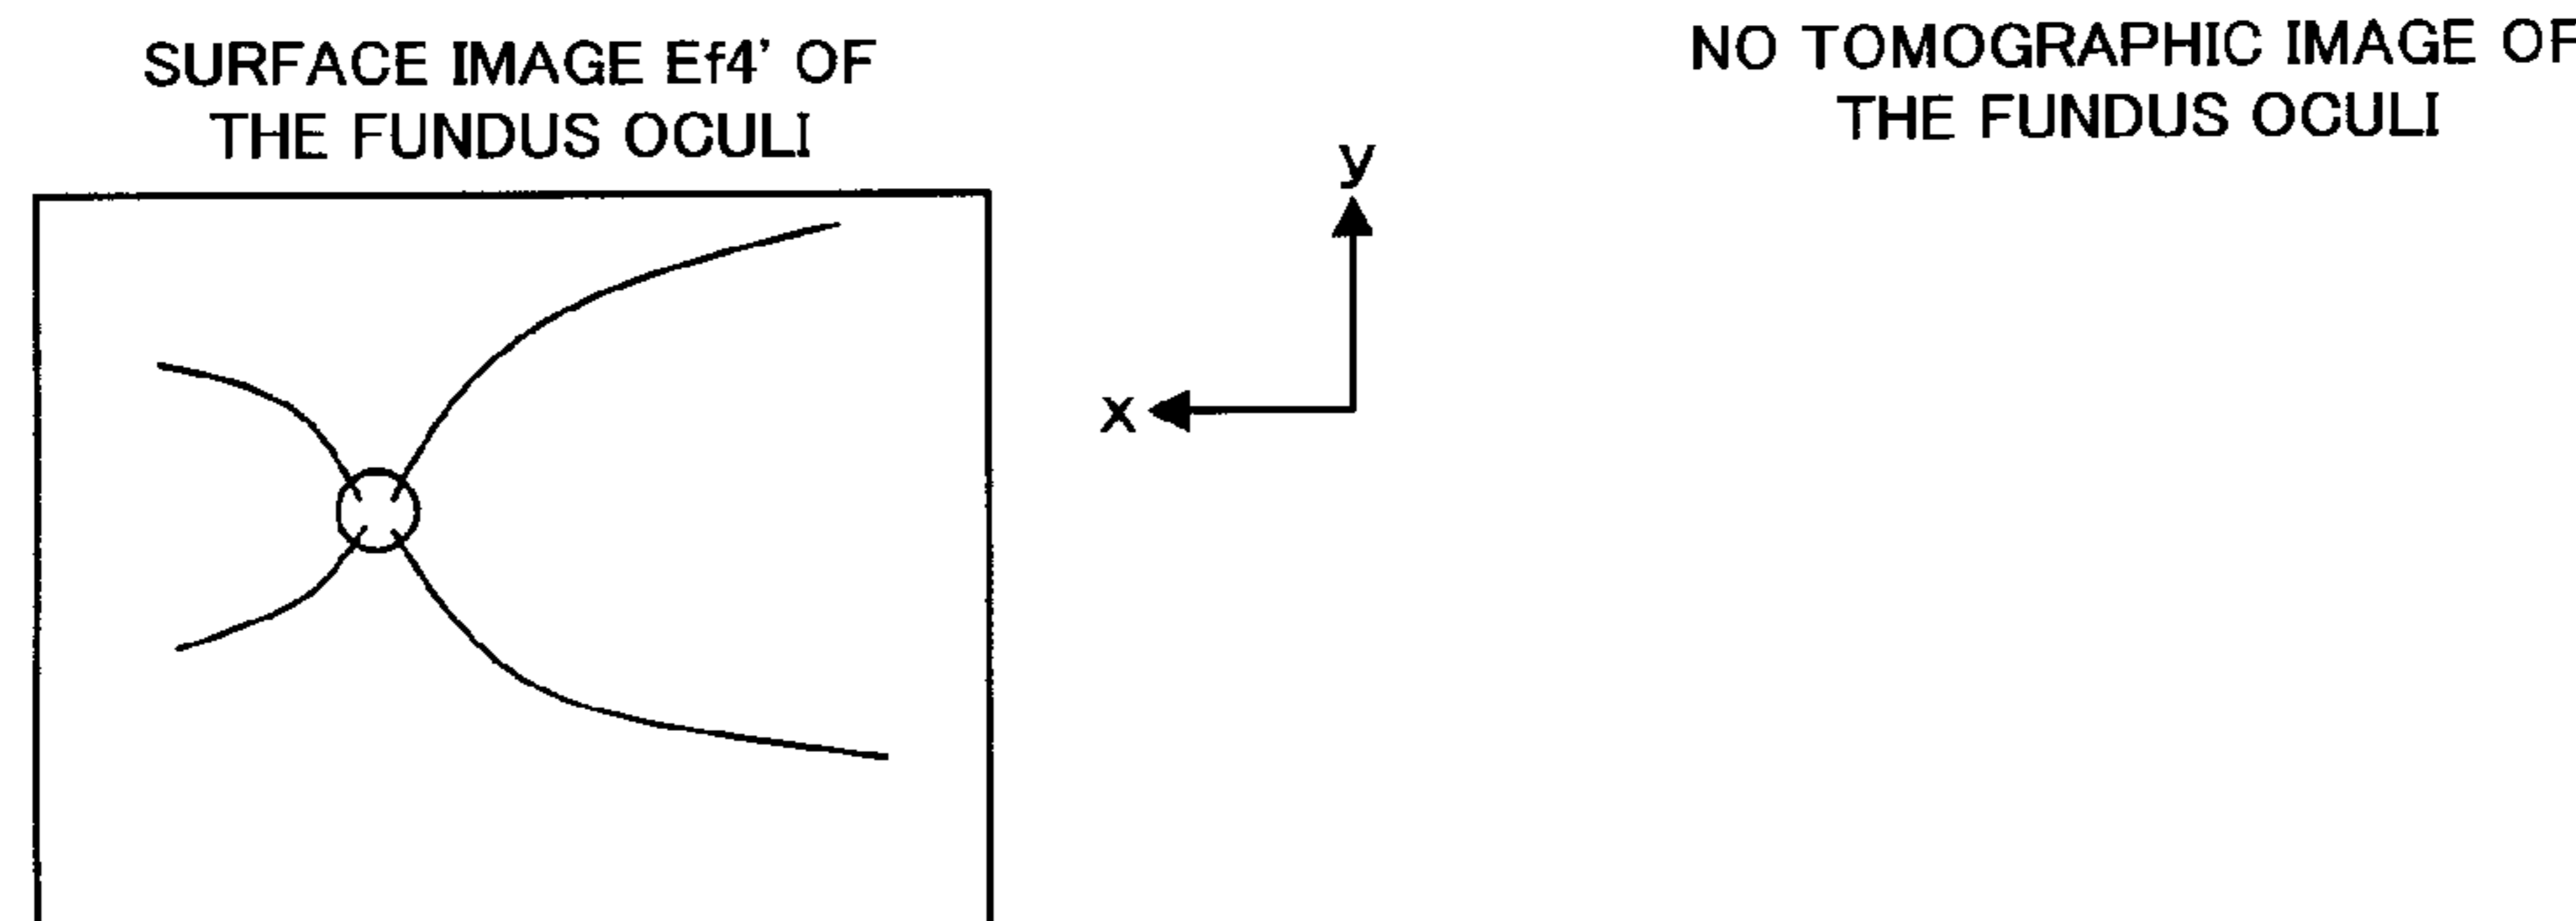 SURFACE IMAGE Ef4' OF
THE FUNDUS OCULI
y
x
NO TOMOGRAPHIC IMAGE OF
THE FUNDUS OCULI